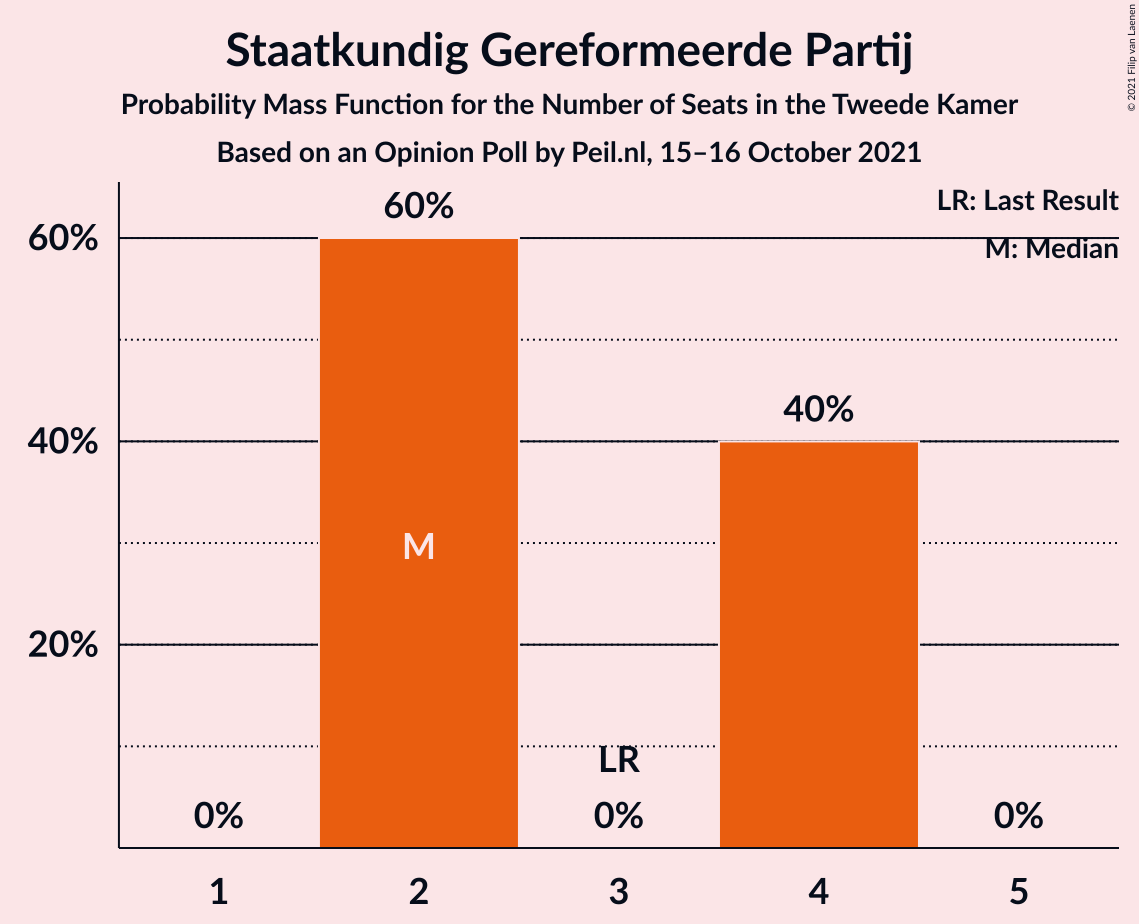 Staatkundig Gereformeerde Partij
Probability Mass Function for the Number of Seats in the Tweede Kamer
Based on an Opinion Poll by Peil.nl, 15–16 October 2021
© 2021 Filip van Laenen
LR: Last Result
M: Median
60%
40%
20%
0%
60%
M
LR
0%
40%
0%
1
2
3
4
5